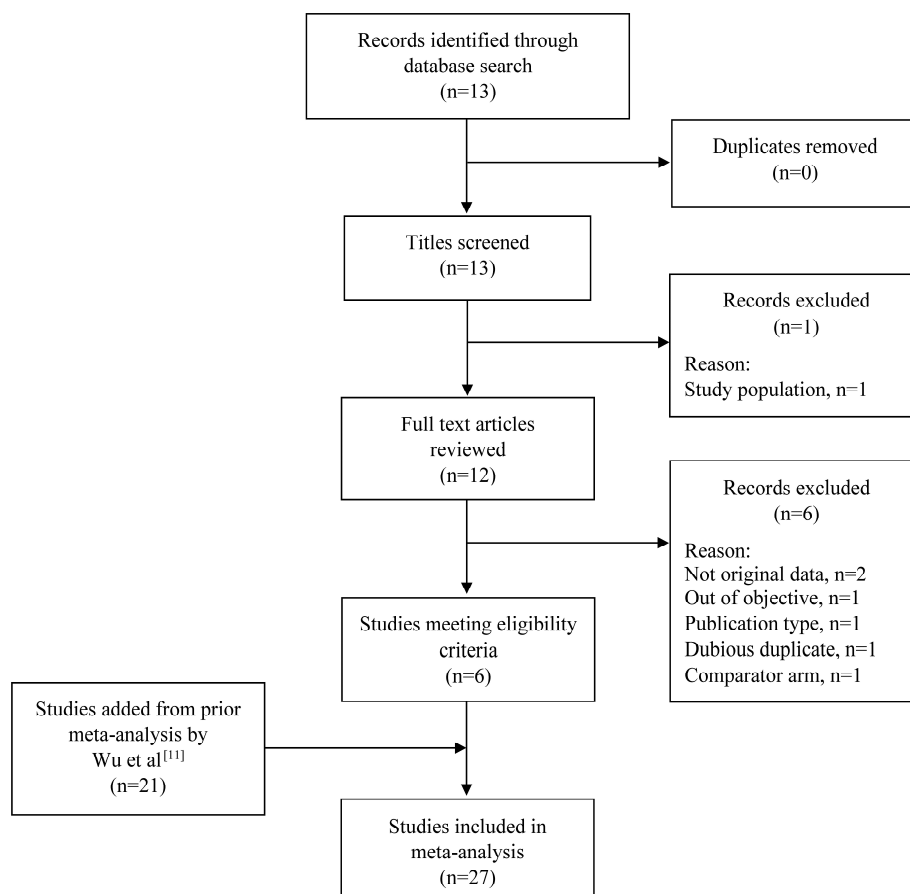 Records identified through
database search
(n=13)
Duplicates removed
(n=0)
Titles screened
(n=13)
Records excluded
(n=1)
Reason:
Study population, n=1
Full text articles
reviewed
(n=12)
Records excluded
(n=6)
Reason:
Not original data, n=2
Out of objective, n=1
Publication type, n=1
Dubious duplicate, n=1
Comparator arm, n=1
Studies meeting eligibility
criteria
(n=6)
Studies added from prior
meta-analysis by
Wu et al[11]
(n=21)
Studies included in
meta-analysis
(n=27)